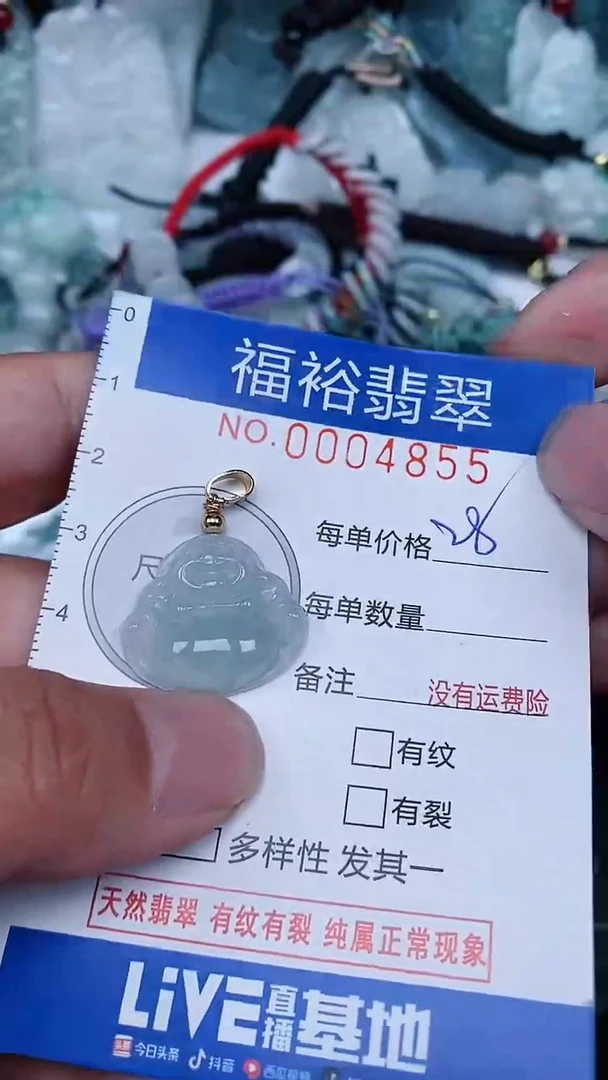 0
福裕翡翠
1
NO.0004855
2
3
每单价格 28
尺
4
每单数量
备注 没有运费险
有纹
有裂
多样性 发其一
天然翡翠 有纹有裂 纯属正常现象
LiVE直播基地
今日头条 抖音 西瓜视频